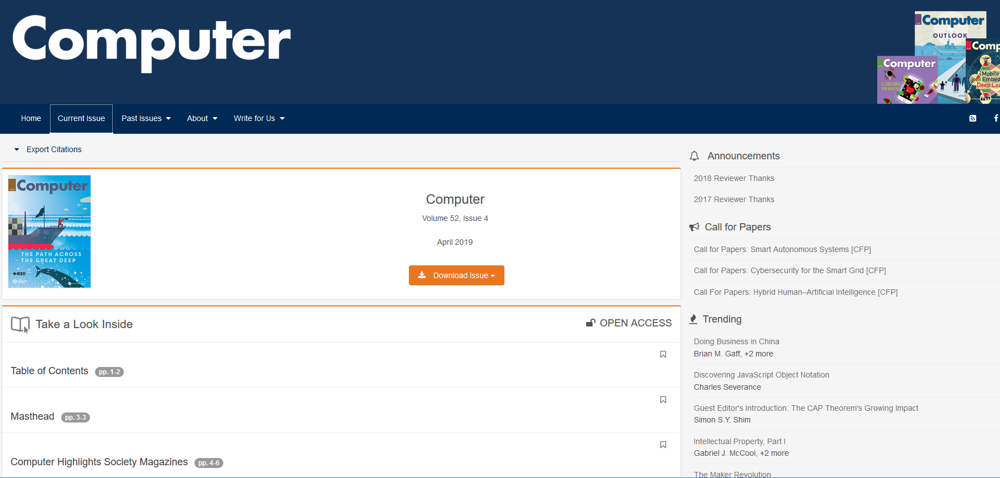 Computer
Computer
OUTLOOK
Computer
E-COACHING
FOR HEALTH
Mobile
Home
Current Issue
Past Issues
About
Write for Us
Export Citations
Computer
THE PATH ACROSS
THE GREAT DEEP
IEEE
Computer
Volume 52, Issue 4
April 2019
Download Issue
Take a Look Inside
OPEN ACCESS
Table of Contents pp. 1-2
Masthead pp. 3-3
Computer Highlights Society Magazines pp. 4-6
Announcements
2018 Reviewer Thanks
2017 Reviewer Thanks
Call for Papers
Call for Papers: Smart Autonomous Systems [CFP]
Call for Papers: Cybersecurity for the Smart Grid [CFP]
Call For Papers: Hybrid Human–Artificial Intelligence [CFP]
Trending
Doing Business in China
Brian M. Gaff, +2 more
Discovering JavaScript Object Notation
Charles Severance
Guest Editor's Introduction: The CAP Theorem's Growing Impact
Simon S.Y. Shim
Intellectual Property, Part I
Gabriel J. McCool, +2 more
The Maker Revolution